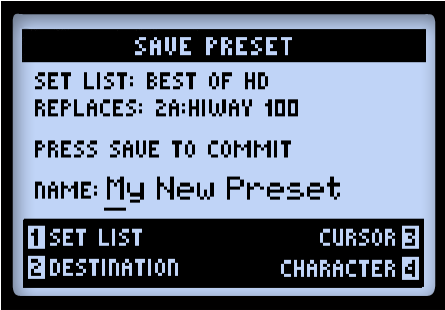 SAVE PRESET
SET LIST: BEST OF HD
REPLACES: 2A:HIWAY 100
PRESS SAVE TO COMMIT
NAME: My New Preset
1 SET LIST
CURSOR 3
2 DESTINATION
CHARACTER 4